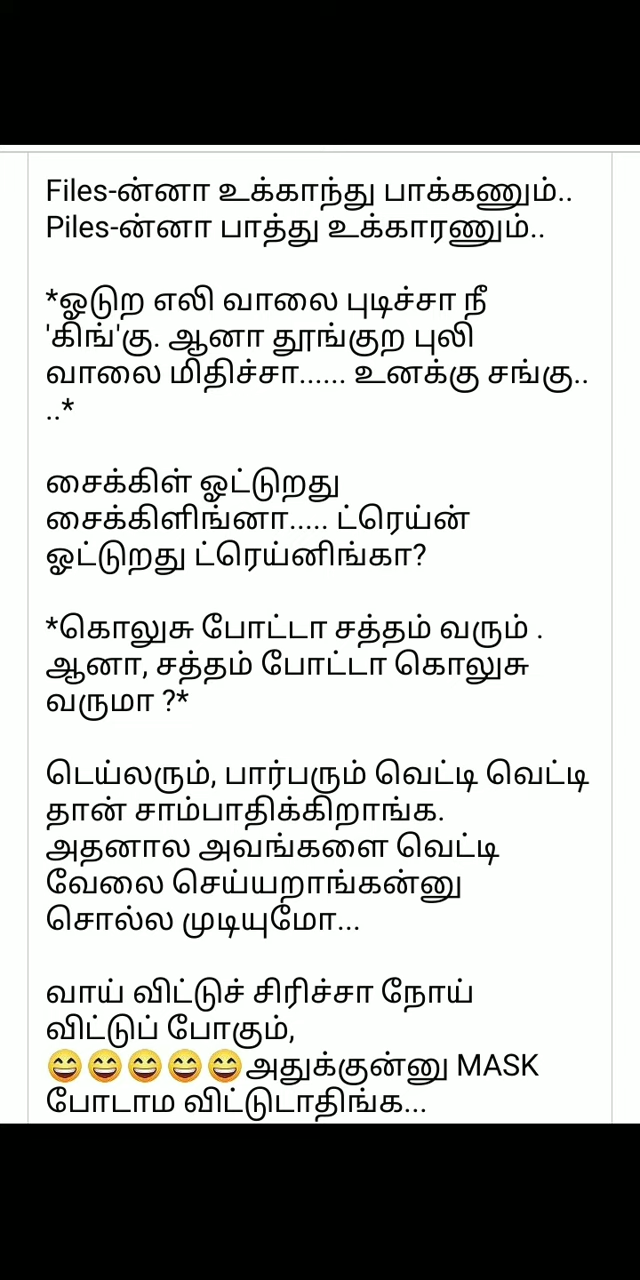 Files-ன்னா உக்காந்து பாக்கணும்..
Piles-ன்னா பாத்து உக்காரணும்..
*ஓடுற எலி வாலை புடிச்சா நீ
'கிங்'கு. ஆனா தூங்குற புலி
வாலை மிதிச்சா...... உனக்கு சங்கு..
..*
சைக்கிள் ஓட்டுறது
சைக்கிளிங்னா..... ட்ரெய்ன்
ஓட்டுறது ட்ரெய்னிங்கா?
*கொலுசு போட்டா சத்தம் வரும் .
ஆனா, சத்தம் போட்டா கொலுசு
வருமா ?*
டெய்லரும், பார்பரும் வெட்டி வெட்டி
தான் சாம்பாதிக்கிறாங்க.
அதனால அவங்களை வெட்டி
வேலை செய்யறாங்கன்னு
சொல்ல முடியுமோ...
வாய் விட்டுச் சிரிச்சா நோய்
விட்டுப் போகும்,
😄😄😄😄😄அதுக்குன்னு MASK
போடாம விட்டுடாதிங்க...